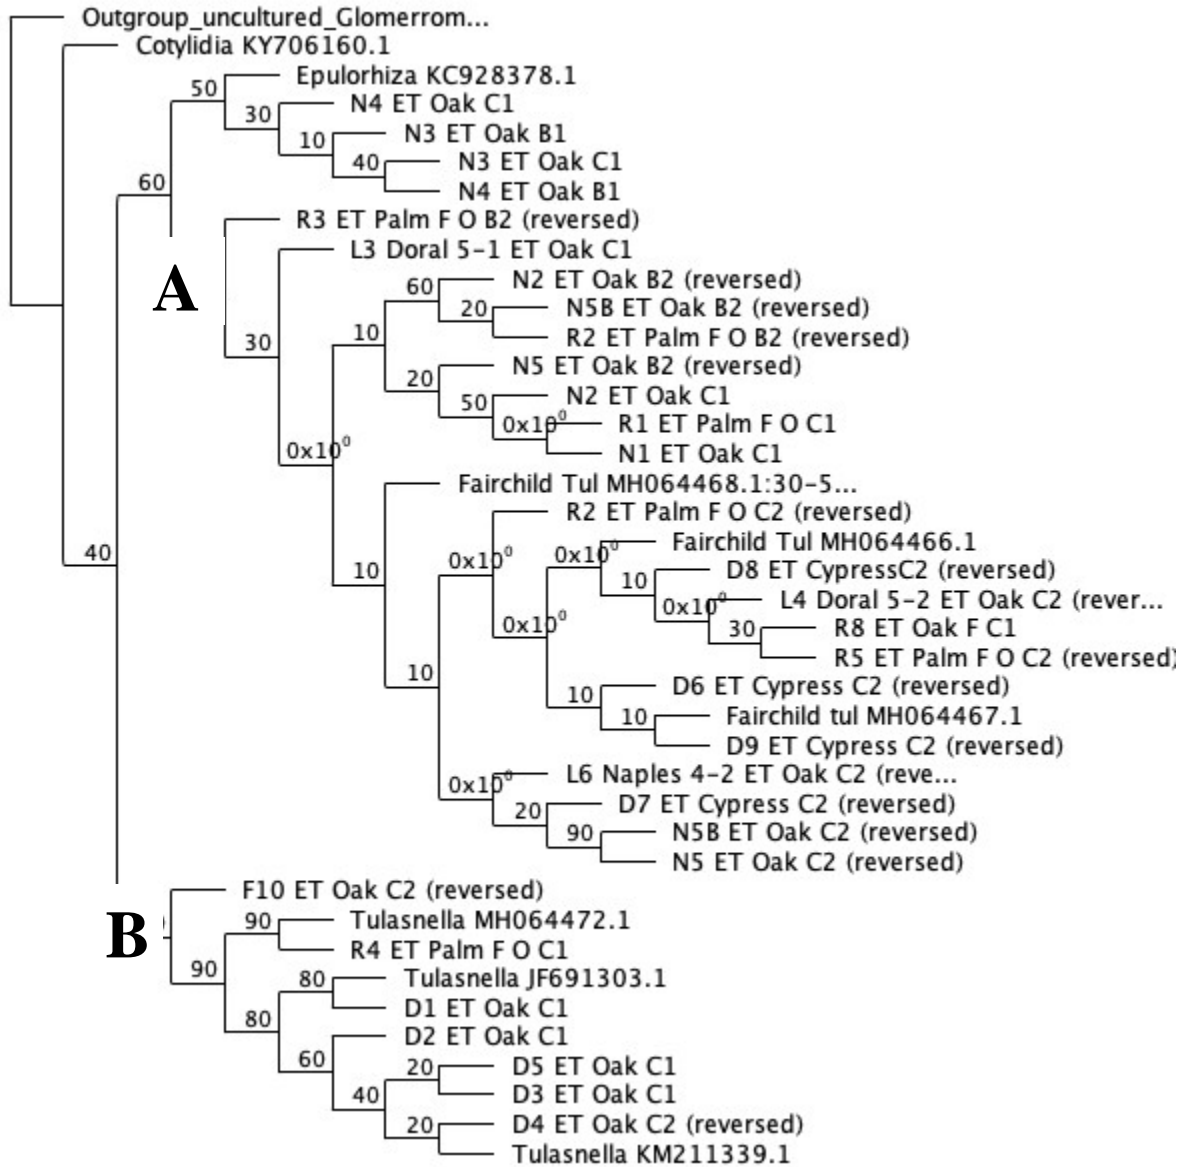 Outgroup_uncultured_Glomerrom...
Cotylidia KY706160.1
Epulorhiza KC928378.1
50
N4 ET Oak C1
30
N3 ET Oak B1
10
N3 ET Oak C1
40
N4 ET Oak B1
60
R3 ET Palm F O B2 (reversed)
L3 Doral 5-1 ET Oak C1
A
N2 ET Oak B2 (reversed)
60
N5B ET Oak B2 (reversed)
20
R2 ET Palm F O B2 (reversed)
10
30
N5 ET Oak B2 (reversed)
20
N2 ET Oak C1
50
R1 ET Palm F O C1
0x10⁰
N1 ET Oak C1
0x10⁰
Fairchild Tul MH064468.1:30-5...
R2 ET Palm F O C2 (reversed)
Fairchild Tul MH064466.1
0x10⁰
0x10⁰
D8 ET CypressC2 (reversed)
10
10
L4 Doral 5-2 ET Oak C2 (rever...
0x10⁰
R8 ET Oak F C1
0x10⁰
30
R5 ET Palm F O C2 (reversed)
10
D6 ET Cypress C2 (reversed)
10
Fairchild tul MH064467.1
10
D9 ET Cypress C2 (reversed)
L6 Naples 4-2 ET Oak C2 (reve...
0x10⁰
D7 ET Cypress C2 (reversed)
20
N5B ET Oak C2 (reversed)
90
N5 ET Oak C2 (reversed)
40
F10 ET Oak C2 (reversed)
B
Tulasnella MH064472.1
90
R4 ET Palm F O C1
90
Tulasnella JF691303.1
80
D1 ET Oak C1
80
D2 ET Oak C1
60
D5 ET Oak C1
20
D3 ET Oak C1
40
D4 ET Oak C2 (reversed)
20
Tulasnella KM211339.1